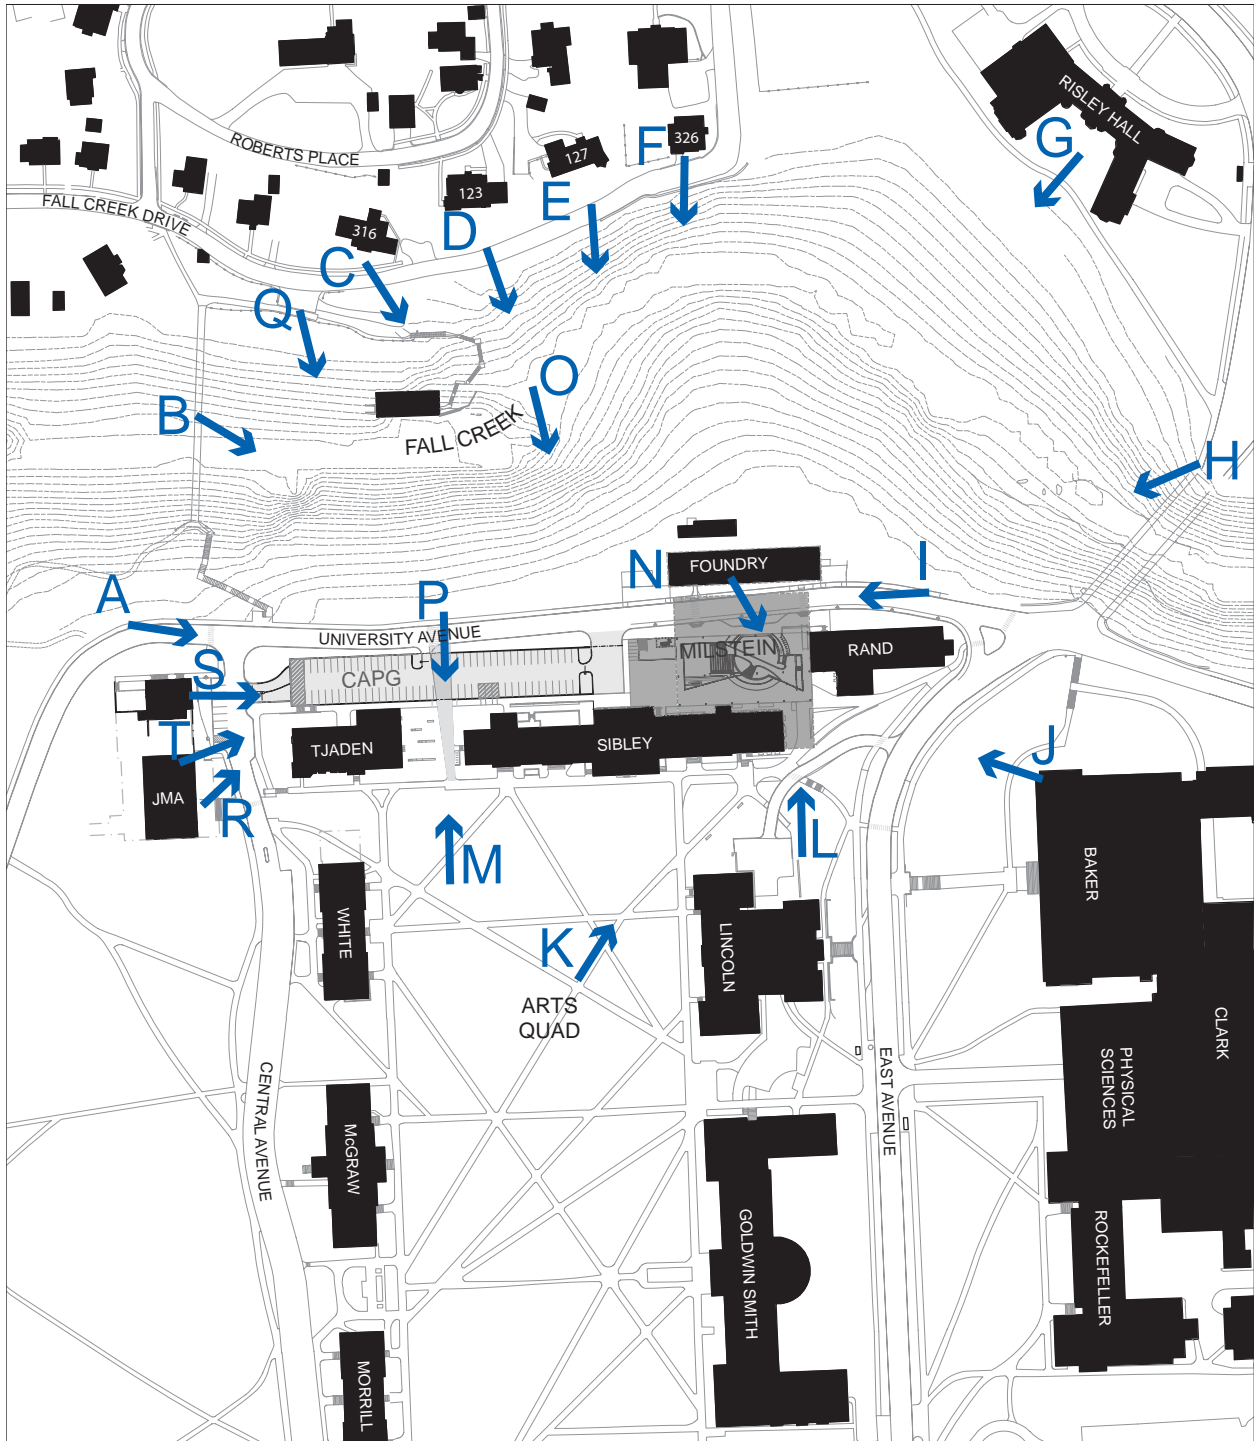 RISLEY HALL
G
326
F
127
ROBERTS PLACE
123
E
FALL CREEK DRIVE
316
D
C
Q
O
B
FALL CREEK
H
N
FOUNDRY
I
A
P
UNIVERSITY AVENUE
MILSTEIN
RAND
S
CAPG
T
TJADEN
SIBLEY
J
JMA
R
M
L
BAKER
WHITE
K
LINCOLN
ARTS
QUAD
CLARK
PHYSICAL
SCIENCES
CENTRAL AVENUE
EAST AVENUE
McGRAW
GOLDWIN SMITH
ROCKEFELLER
MORRILL